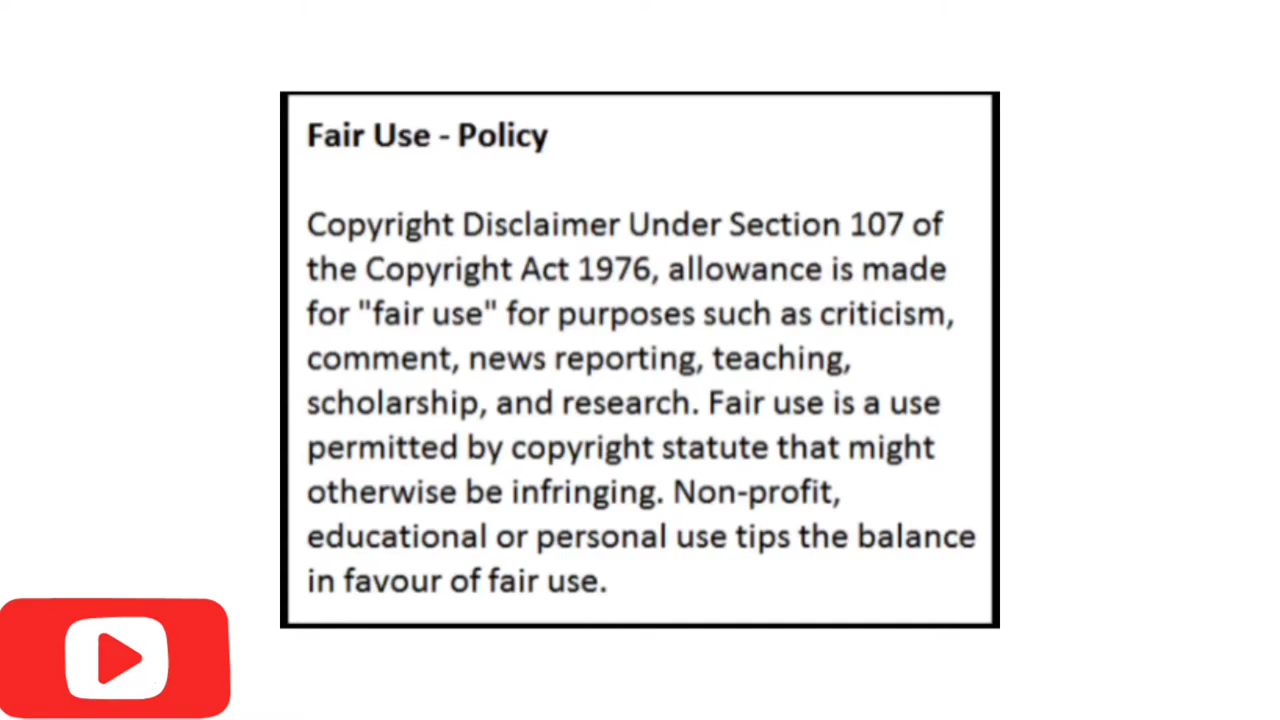 Fair Use - Policy
Copyright Disclaimer Under Section 107 of
the Copyright Act 1976, allowance is made
for "fair use" for purposes such as criticism,
comment, news reporting, teaching,
scholarship, and research. Fair use is a use
permitted by copyright statute that might
otherwise be infringing. Non-profit,
educational or personal use tips the balance
in favour of fair use.